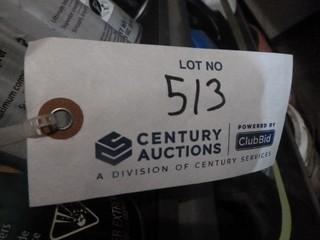 LOT NO
513
CENTURY
AUCTIONS
POWERED BY
ClubBid
A DIVISION OF CENTURY SERVICES